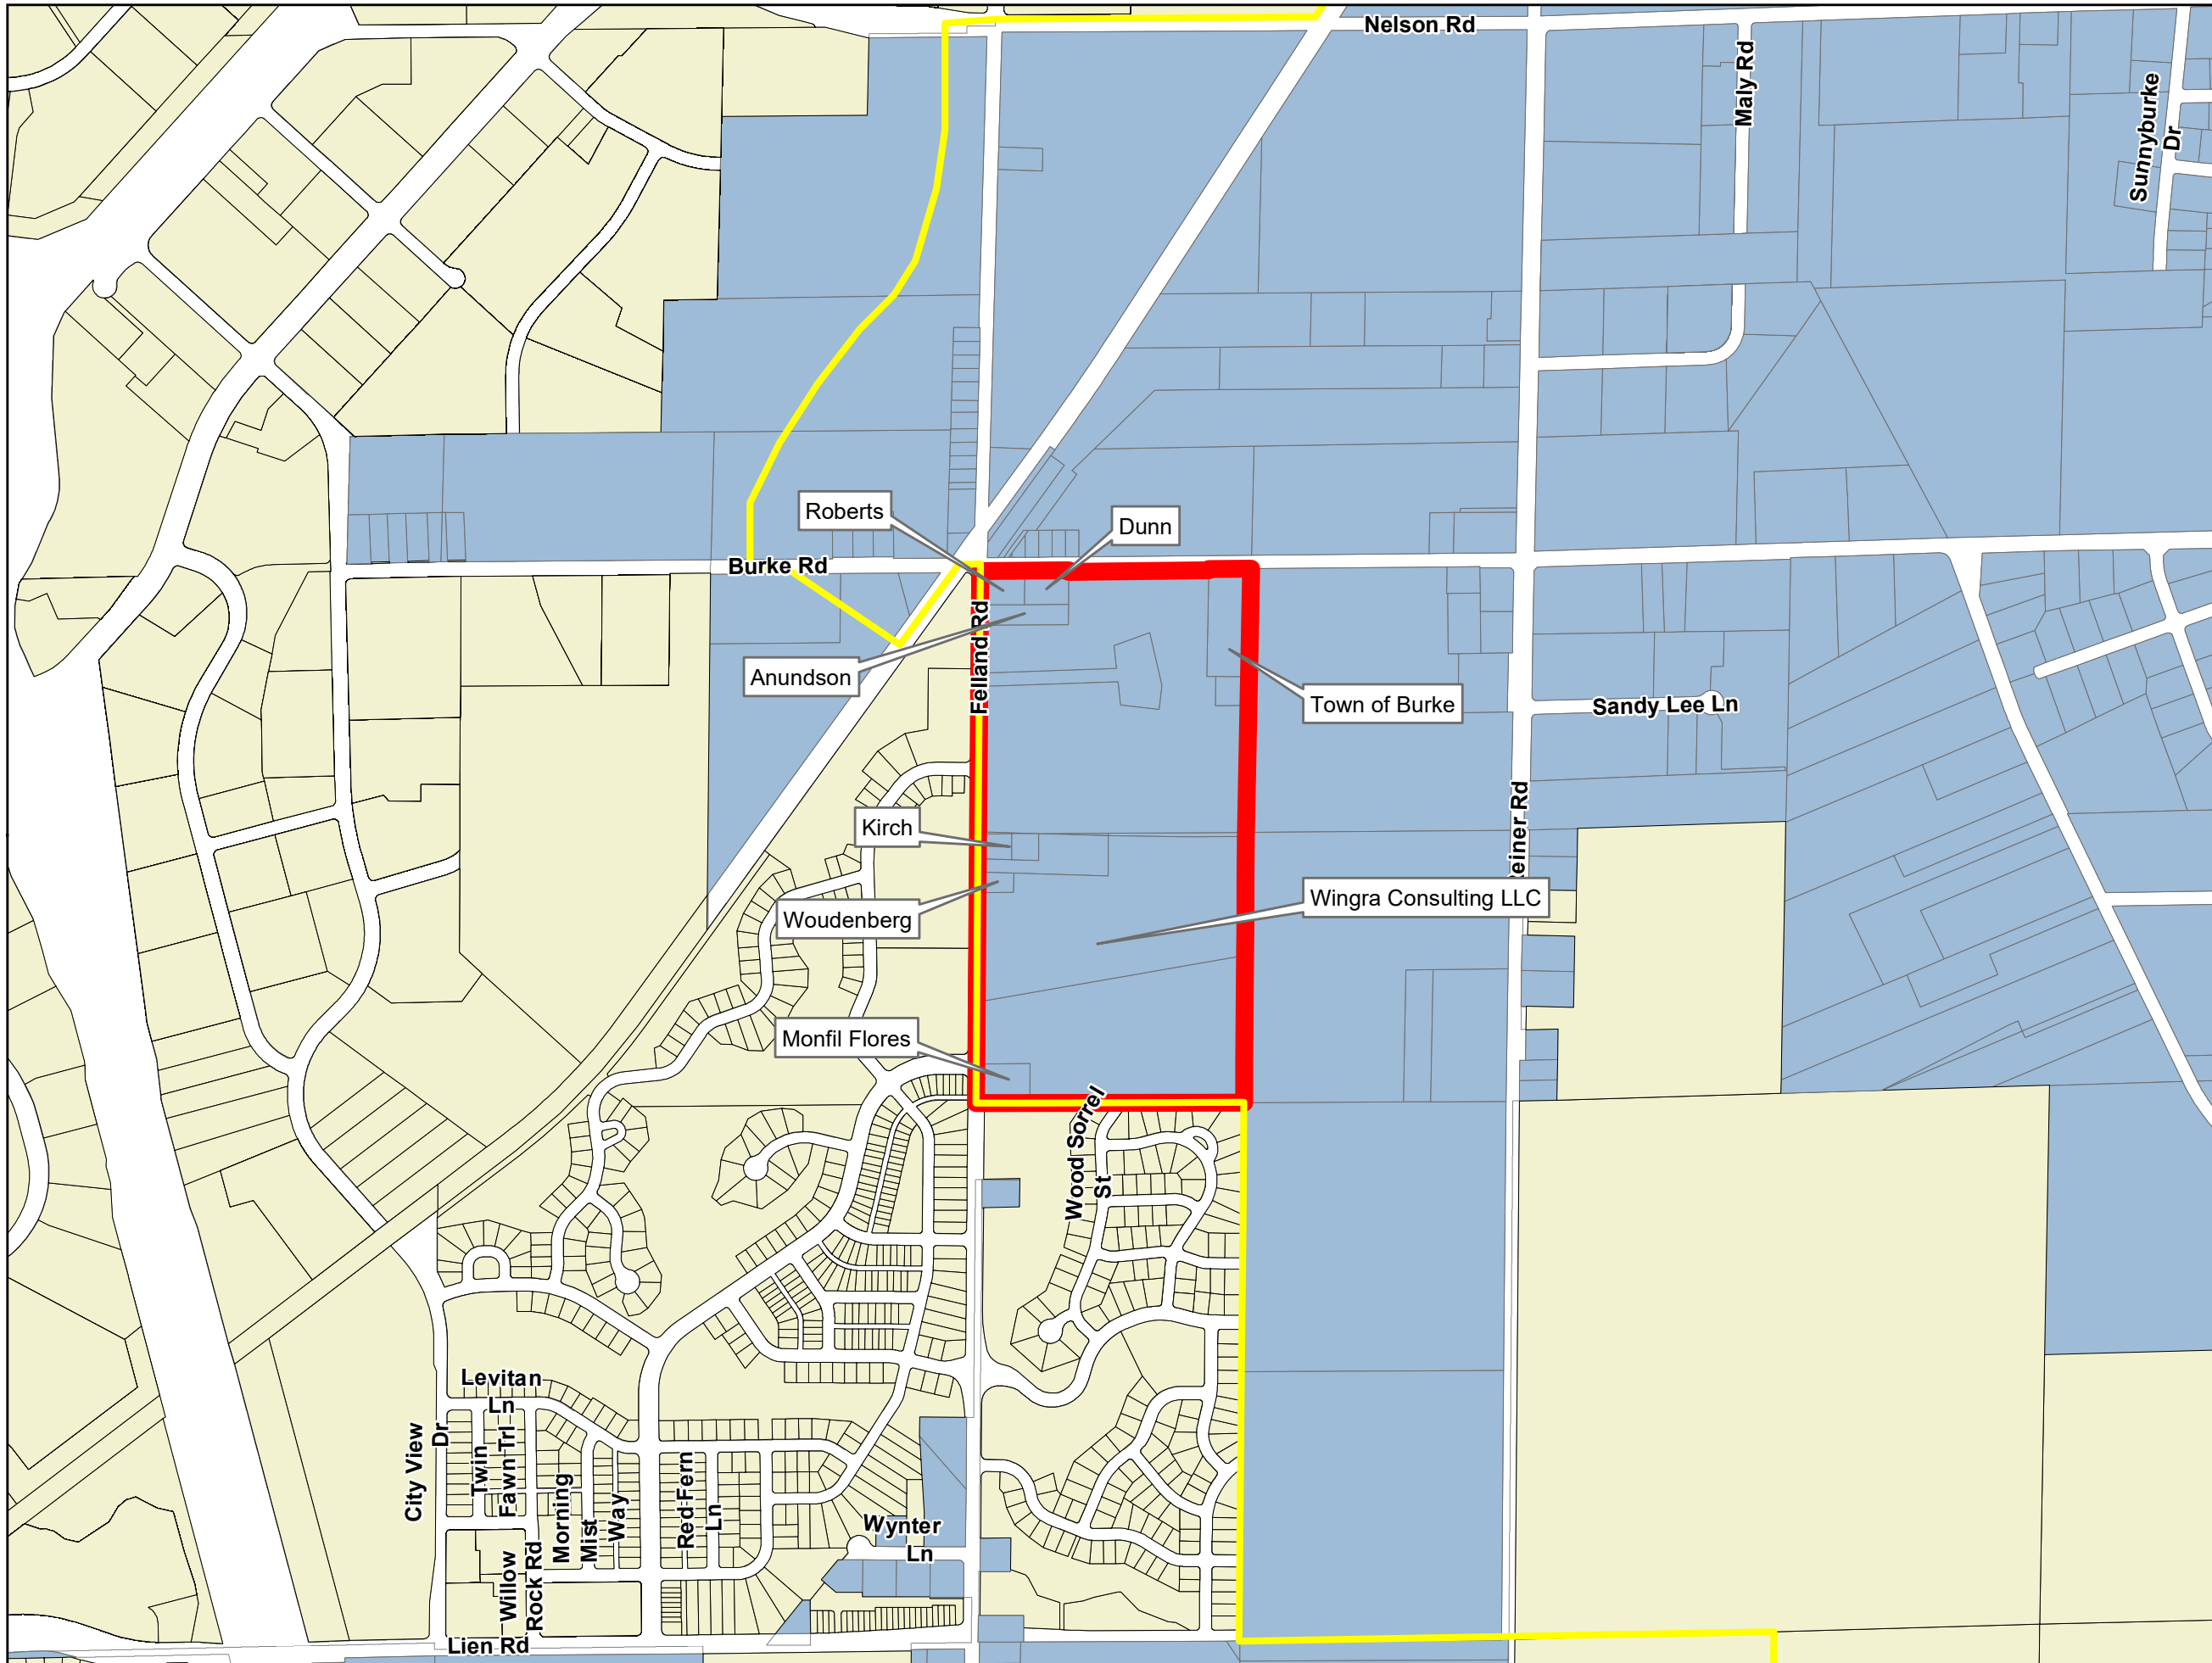 Nelson Rd
Maly Rd
Sunnyburke
Dr
Roberts
Dunn
Burke Rd
Felland Rd
Anundson
Town of Burke
Sandy Lee Ln
Kirch
Reiner Rd
Woudenberg
Wingra Consulting LLC
Monfil Flores
Wood Sorrel
St
Levitan
Ln
City View
Dr
Twin
Fawn Trl
Morning
Mist
Way
Red Fern
Ln
Wynter
Ln
Willow
Rock Rd
Lien Rd